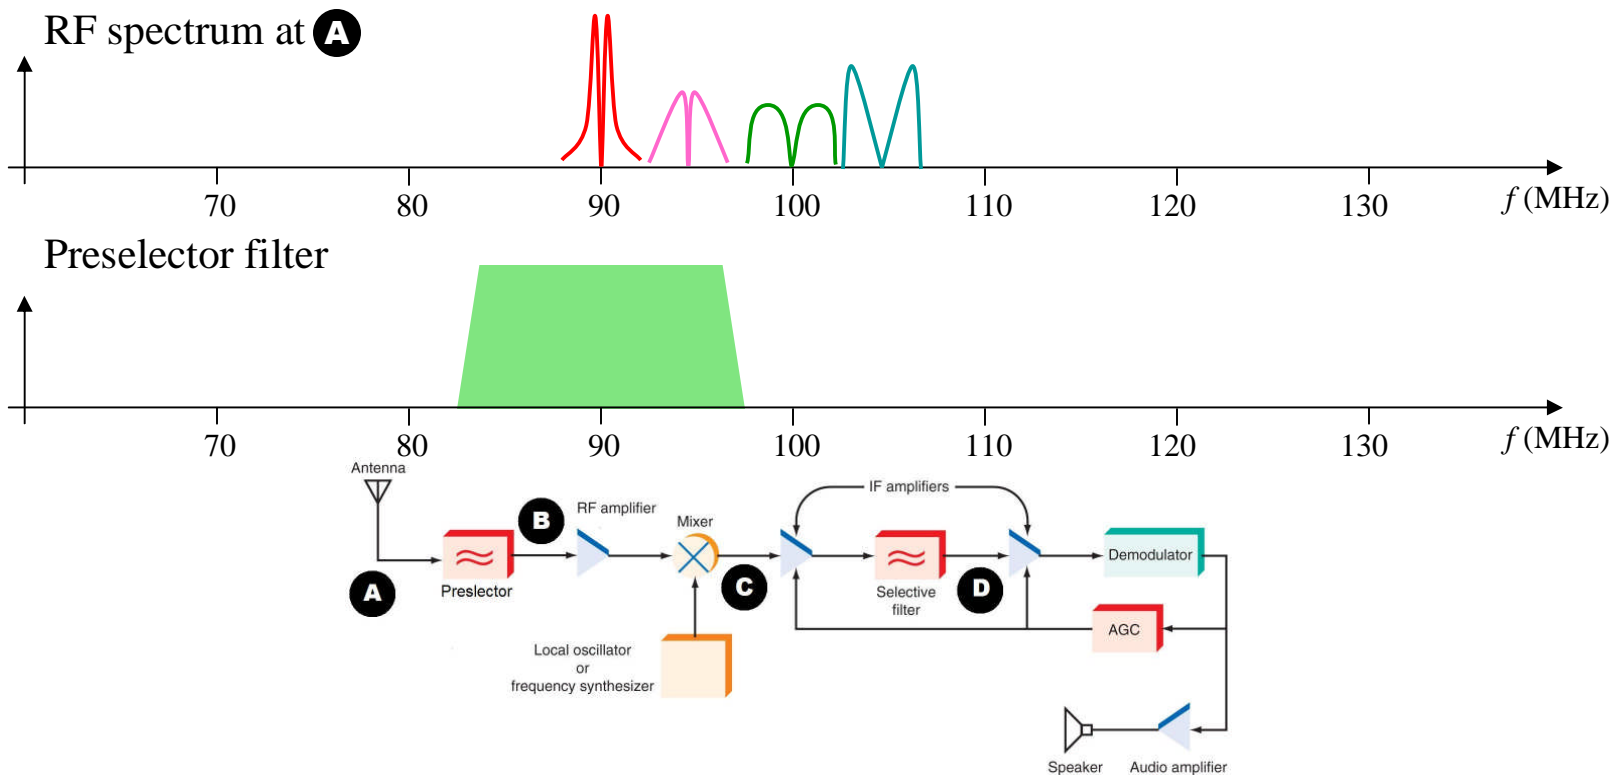 RF spectrum at A
70 80 90 100 110 120 130 f (MHz)
Preselector filter
70 80 90 100 110 120 130 f (MHz)
Antenna
IF amplifiers
B
RF amplifier
Mixer
Demodulator
A
Preslector
C
Selective
filter
D
AGC
Local oscillator
or
frequency synthesizer
Speaker
Audio amplifier